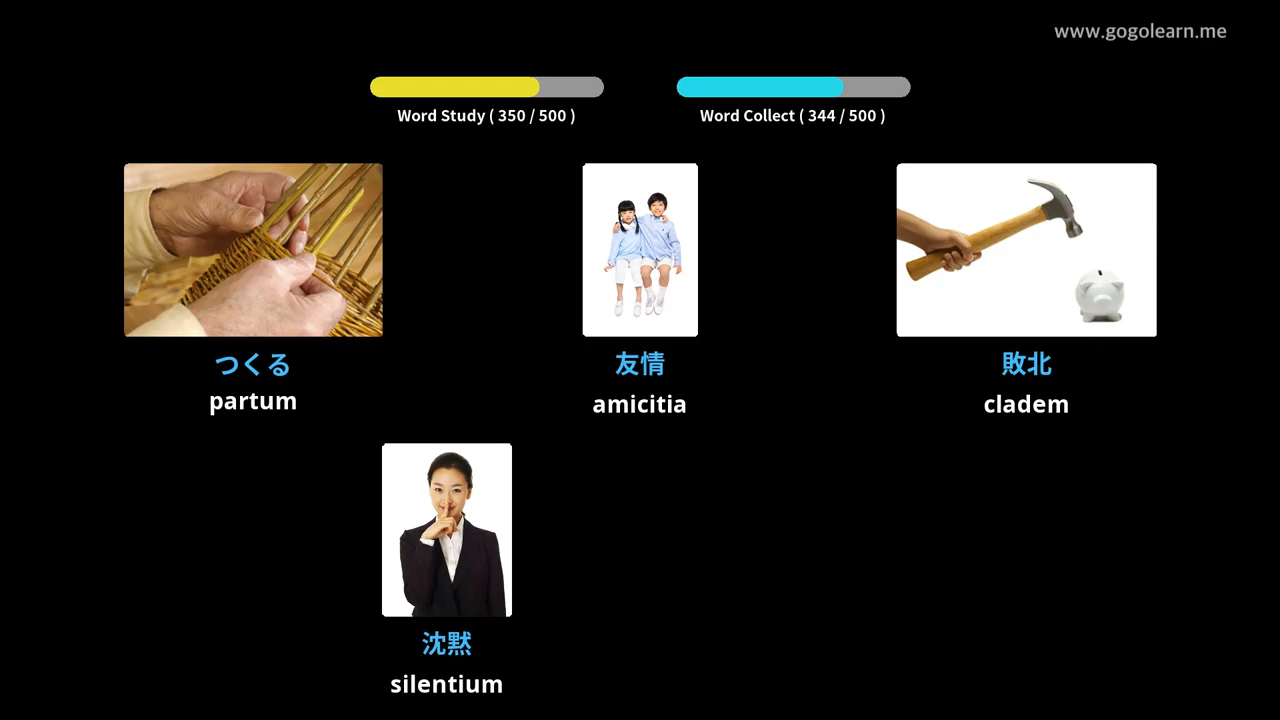 www.gogolearn.me
Word Study ( 350 / 500 )
Word Collect ( 344 / 500 )
つくる
partum
友情
amicitia
敗北
cladem
沈黙
silentium